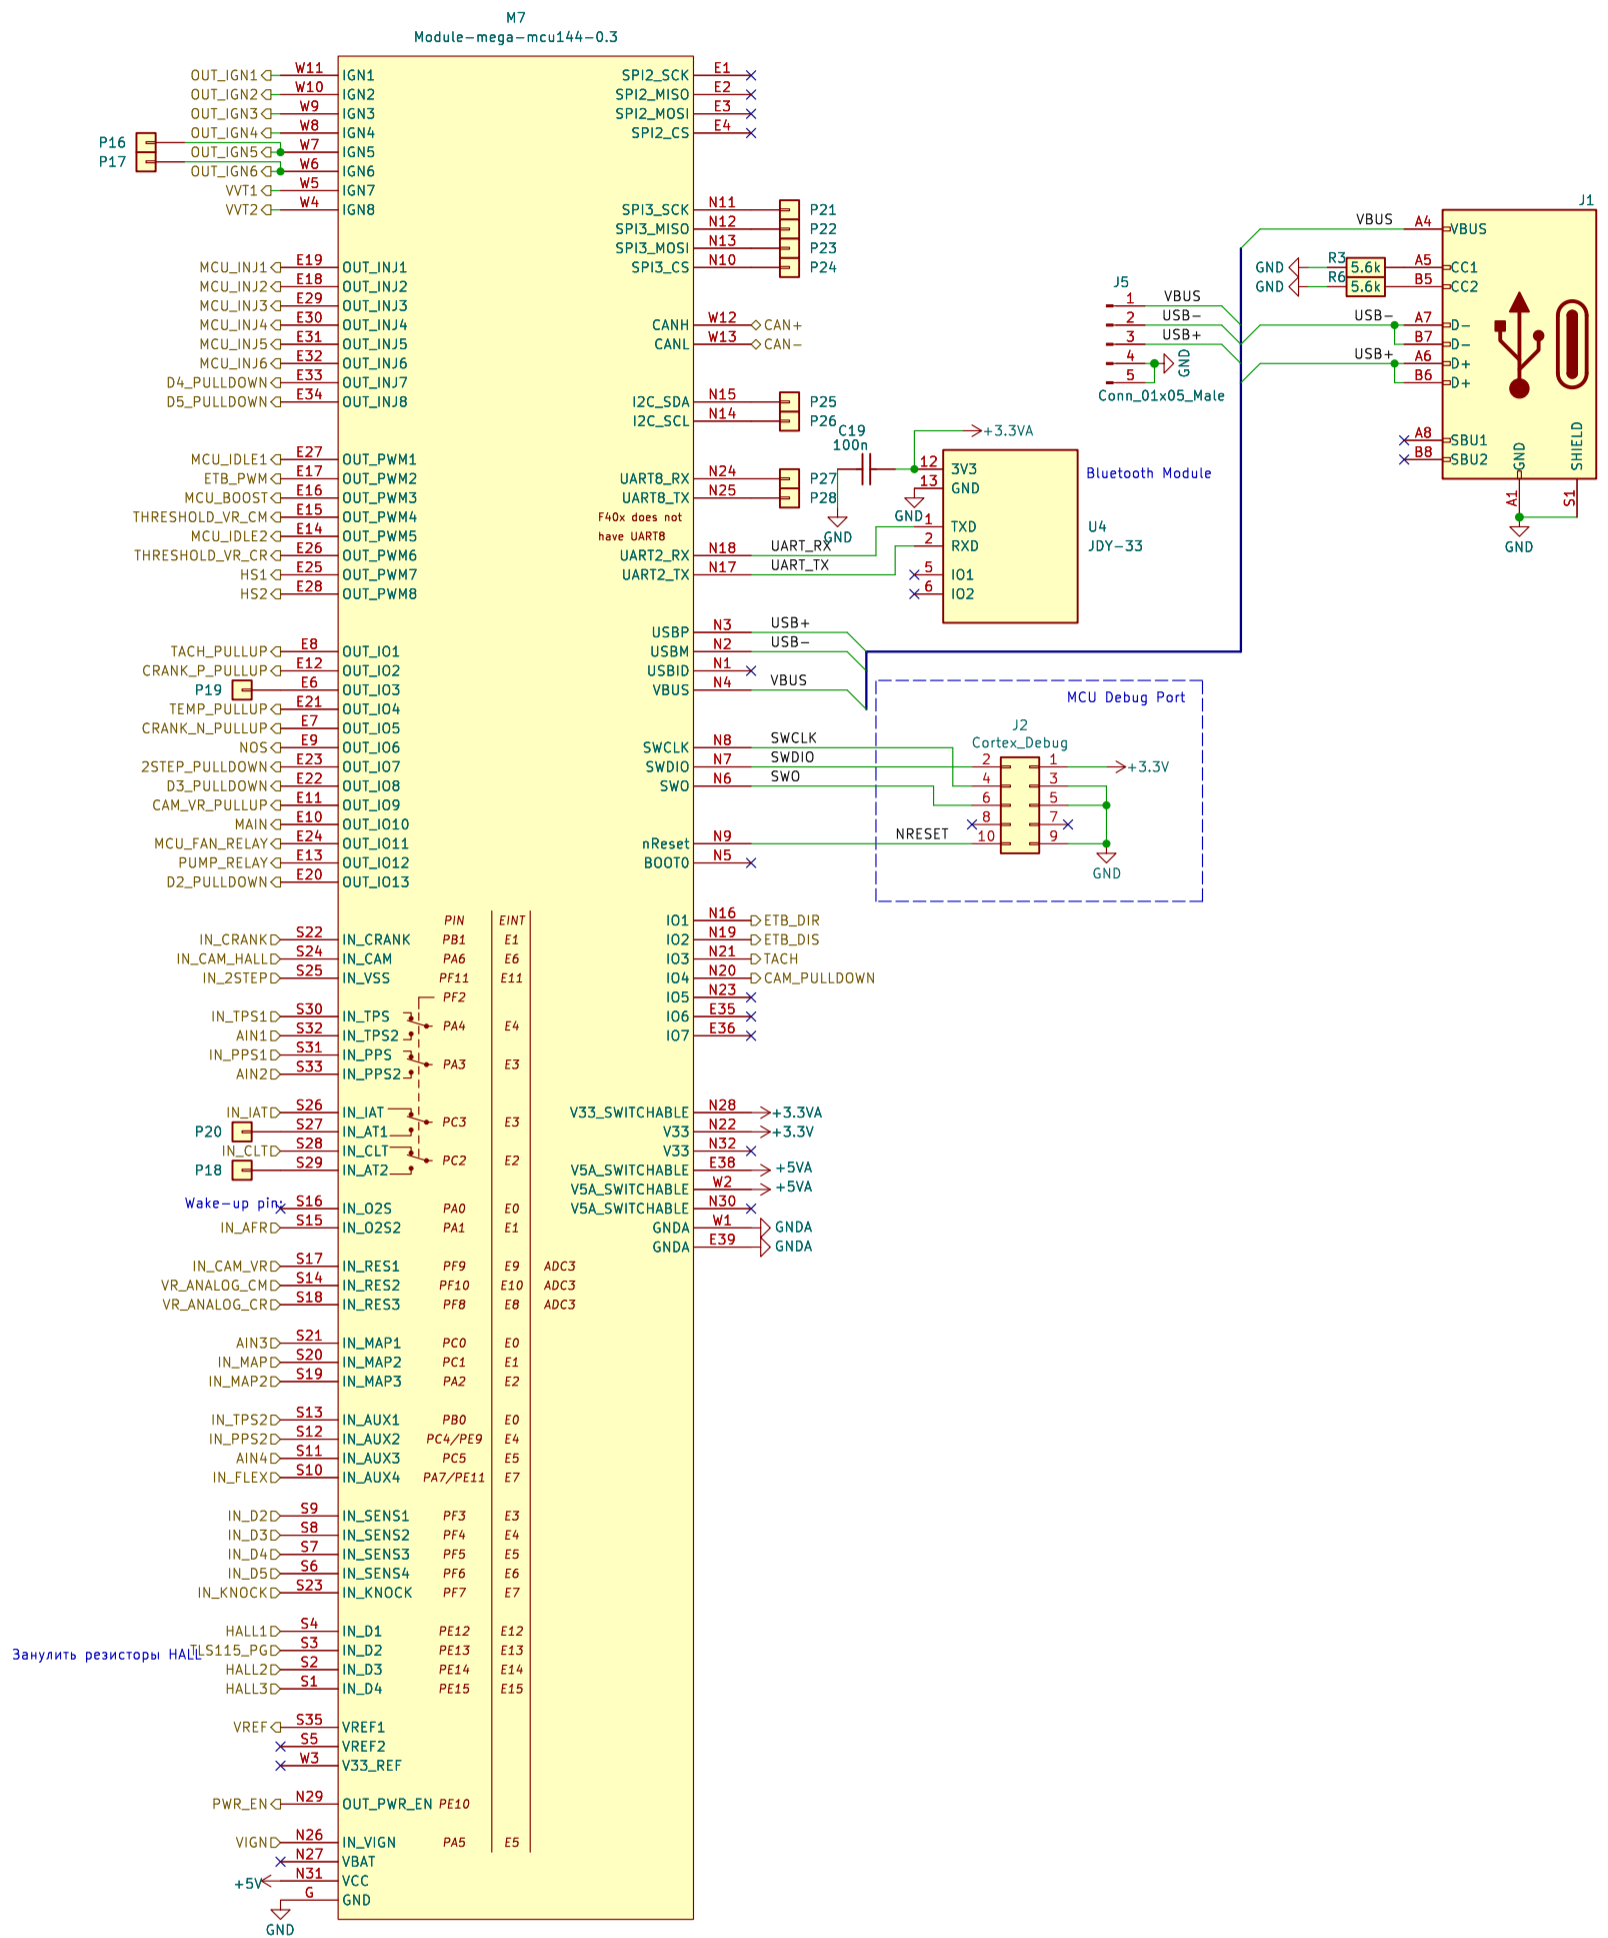 M7
Module-mega-mcu144-0.3
OUT_IGN1 W11 IGN1
OUT_IGN2 W10 IGN2
OUT_IGN3 W9 IGN3
OUT_IGN4 W8 IGN4
P16
OUT_IGN5 W7 IGN5
P17
OUT_IGN6 W6 IGN6
VVT1 W5 IGN7
VVT2 W4 IGN8
MCU_INJ1 E19 OUT_INJ1
MCU_INJ2 E18 OUT_INJ2
MCU_INJ3 E29 OUT_INJ3
MCU_INJ4 E30 OUT_INJ4
MCU_INJ5 E31 OUT_INJ5
MCU_INJ6 E32 OUT_INJ6
D4_PULLDOWN E33 OUT_INJ7
D5_PULLDOWN E34 OUT_INJ8
MCU_IDLE1 E27 OUT_PWM1
ETB_PWM E17 OUT_PWM2
MCU_BOOST E16 OUT_PWM3
THRESHOLD_VR_CM E15 OUT_PWM4
MCU_IDLE2 E14 OUT_PWM5
THRESHOLD_VR_CR E26 OUT_PWM6
HS1 E25 OUT_PWM7
HS2 E28 OUT_PWM8
TACH_PULLUP E8 OUT_IO1
CRANK_P_PULLUP E12 OUT_IO2
P19 E6 OUT_IO3
TEMP_PULLUP E21 OUT_IO4
CRANK_N_PULLUP E7 OUT_IO5
NOS E9 OUT_IO6
2STEP_PULLDOWN E23 OUT_IO7
D3_PULLDOWN E22 OUT_IO8
CAM_VR_PULLUP E11 OUT_IO9
MAIN E10 OUT_IO10
MCU_FAN_RELAY E24 OUT_IO11
PUMP_RELAY E13 OUT_IO12
D2_PULLDOWN E20 OUT_IO13
PIN EINT
IN_CRANK S22 IN_CRANK PB1 E1
IN_CAM_HALL S24 IN_CAM PA6 E6
IN_2STEP S25 IN_VSS PF11 E11
PF2
IN_TPS1 S30 IN_TPS
PA4 E4
AIN1 S32 IN_TPS2
IN_PPS1 S31 IN_PPS
PA3 E3
AIN2 S33 IN_PPS2
IN_IAT S26 IN_IAT
PC3 E3
P20 S27 IN_AT1
IN_CLT S28 IN_CLT
PC2 E2
P18 S29 IN_AT2
Wake-up pin:
S16 IN_O2S PA0 E0
IN_AFR S15 IN_O2S2 PA1 E1
IN_CAM_VR S17 IN_RES1 PF9 E9 ADC3
VR_ANALOG_CM S14 IN_RES2 PF10 E10 ADC3
VR_ANALOG_CR S18 IN_RES3 PF8 E8 ADC3
AIN3 S21 IN_MAP1 PC0 E0
IN_MAP S20 IN_MAP2 PC1 E1
IN_MAP2 S19 IN_MAP3 PA2 E2
IN_TPS2 S13 IN_AUX1 PB0 E0
IN_PPS2 S12 IN_AUX2 PC4/PE9 E4
AIN4 S11 IN_AUX3 PC5 E5
IN_FLEX S10 IN_AUX4 PA7/PE11 E7
IN_D2 S9 IN_SENS1 PF3 E3
IN_D3 S8 IN_SENS2 PF4 E4
IN_D4 S7 IN_SENS3 PF5 E5
IN_D5 S6 IN_SENS4 PF6 E6
IN_KNOCK S23 IN_KNOCK PF7 E7
HALL1 S4 IN_D1 PE12 E12
Занулить резисторы HALL
TLS115_PG S3 IN_D2 PE13 E13
HALL2 S2 IN_D3 PE14 E14
HALL3 S1 IN_D4 PE15 E15
VREF S35 VREF1
S5 VREF2
W3 V33_REF
PWR_EN N29 OUT_PWR_EN PE10
VIGN N26 IN_VIGN PA5 E5
N27 VBAT
+5V N31 VCC
G GND
GND
SPI2_SCK E1
SPI2_MISO E2
SPI2_MOSI E3
SPI2_CS E4
SPI3_SCK N11 P21
SPI3_MISO N12 P22
SPI3_MOSI N13 P23
SPI3_CS N10 P24
CANH W12 CAN+
CANL W13 CAN-
I2C_SDA N15 P25
I2C_SCL N14 P26
UART8_RX N24 P27
UART8_TX N25 P28
F40x does not
have UART8
UART2_RX N18 UART_RX
UART2_TX N17 UART_TX
USBP N3 USB+
USBM N2 USB-
USBID N1
VBUS N4 VBUS
SWCLK N8 SWCLK
SWDIO N7 SWDIO
SWO N6 SWO
nReset N9 NRESET
BOOT0 N5
IO1 N16 ETB_DIR
IO2 N19 ETB_DIS
IO3 N21 TACH
IO4 N20 CAM_PULLDOWN
IO5 N23
IO6 E35
IO7 E36
V33_SWITCHABLE N28 +3.3VA
V33 N22 +3.3V
V33 N32
V5A_SWITCHABLE E38 +5VA
V5A_SWITCHABLE W2 +5VA
V5A_SWITCHABLE N30
GNDA W1 GNDA
GNDA E39 GNDA
C19
100n
GND
+3.3VA
12 3V3
13 GND
GND
1 TXD
2 RXD
5 IO1
6 IO2
Bluetooth Module
U4
JDY-33
MCU Debug Port
J2
Cortex_Debug
2 1 +3.3V
4 3
6 5
8 7
10 9
GND
J5
1 VBUS
2 USB-
3 USB+
4
5
GND
Conn_01x05_Male
J1
VBUS A4 VBUS
GND R3 5.6k A5 CC1
GND R6 5.6k B5 CC2
USB- A7 D-
B7 D-
USB+ A6 D+
B6 D+
A8 SBU1
B8 SBU2
GND
SHIELD
A1
S1
GND